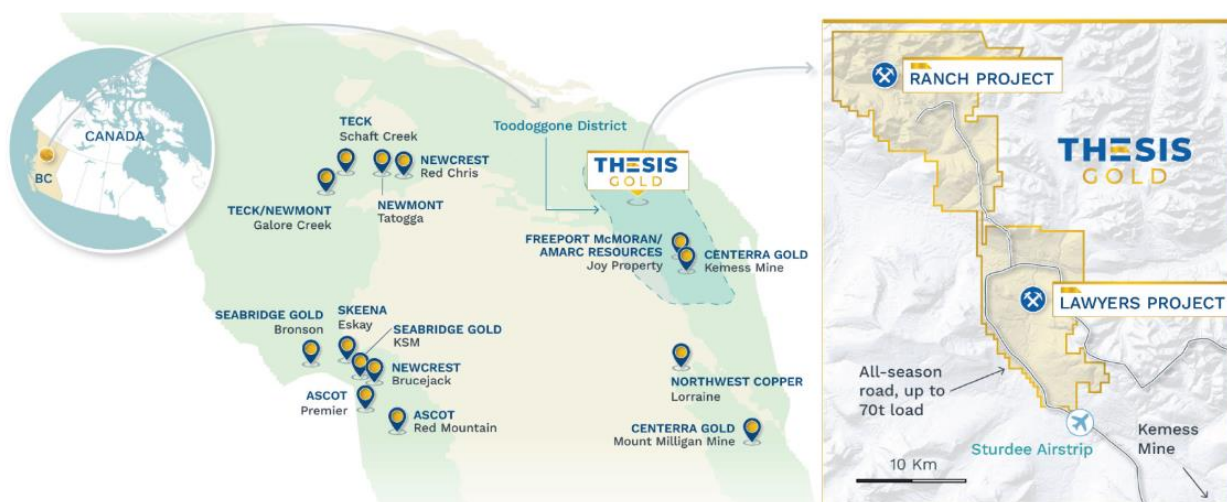 CANADA
BC
TECK
Schaft Creek
NEWCREST
Red Chris
TECK/NEWMONT
Galore Creek
NEWMONT
Tatogga
Toodoggone District
THESIS
GOLD
FREEPORT McMORAN/
AMARC RESOURCES
Joy Property
CENTERRA GOLD
Kemess Mine
SEABRIDGE GOLD
Bronson
SKEENA
Eskay
SEABRIDGE GOLD
KSM
NEWCREST
Brucejack
ASCOT
Premier
ASCOT
Red Mountain
NORTHWEST COPPER
Lorraine
CENTERRA GOLD
Mount Milligan Mine
RANCH PROJECT
THESIS
GOLD
LAWYERS PROJECT
All-season
road, up to
70t load
Sturdee Airstrip
Kemess
Mine
10 Km